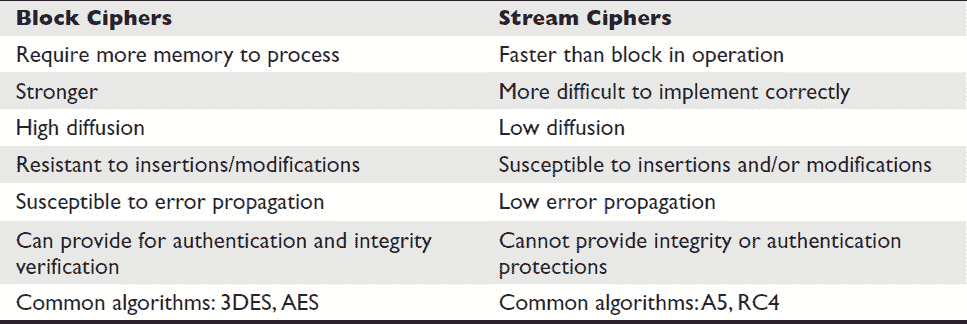 Block Ciphers Stream Ciphers
Require more memory to process Faster than block in operation
Stronger More difficult to implement correctly
High diffusion Low diffusion
Resistant to insertions/modifications Susceptible to insertions and/or modifications
Susceptible to error propagation Low error propagation
Can provide for authentication and integrity Cannot provide integrity or authentication
verification protections
Common algorithms: 3DES, AES Common algorithms: A5, RC4